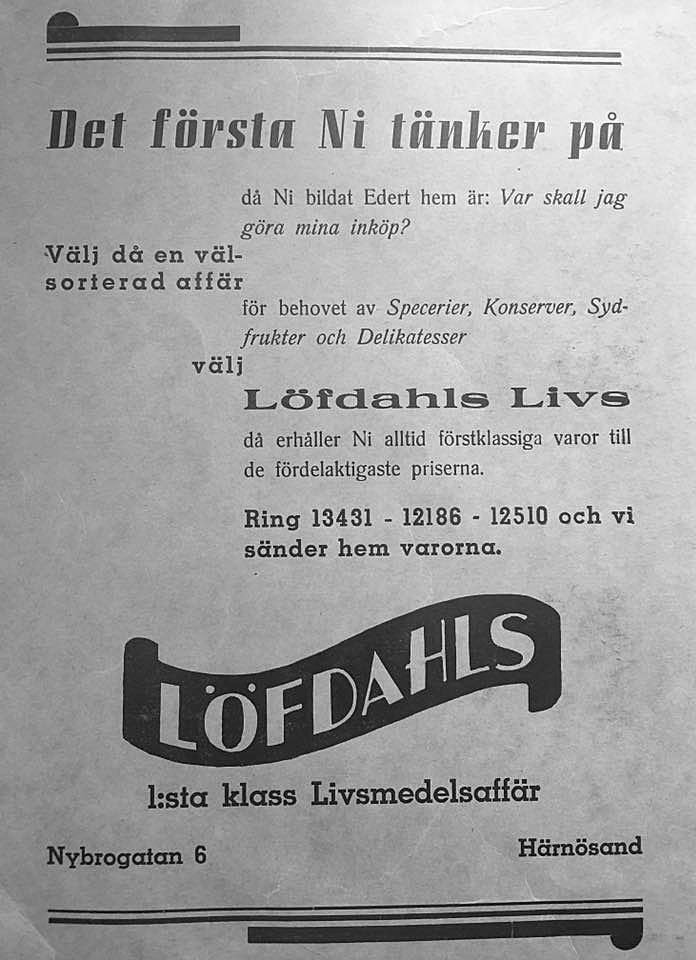 Det första Ni tänker på
då Ni bildat Edert hem är: Var skall jag
göra mina inköp?
Välj då en väl-
sorterad affär
för behovet av Specerier, Konserver, Syd-
frukter och Delikatesser
välj
Löfdahls Livs
då erhåller Ni alltid förstklassiga varor till
de fördelaktigaste priserna.
Ring 13431 - 12186 - 12510 och vi
sänder hem varorna.
LÖFDAHLS
1:sta klass Livsmedelsaffär
Nybrogatan 6 Härnösand